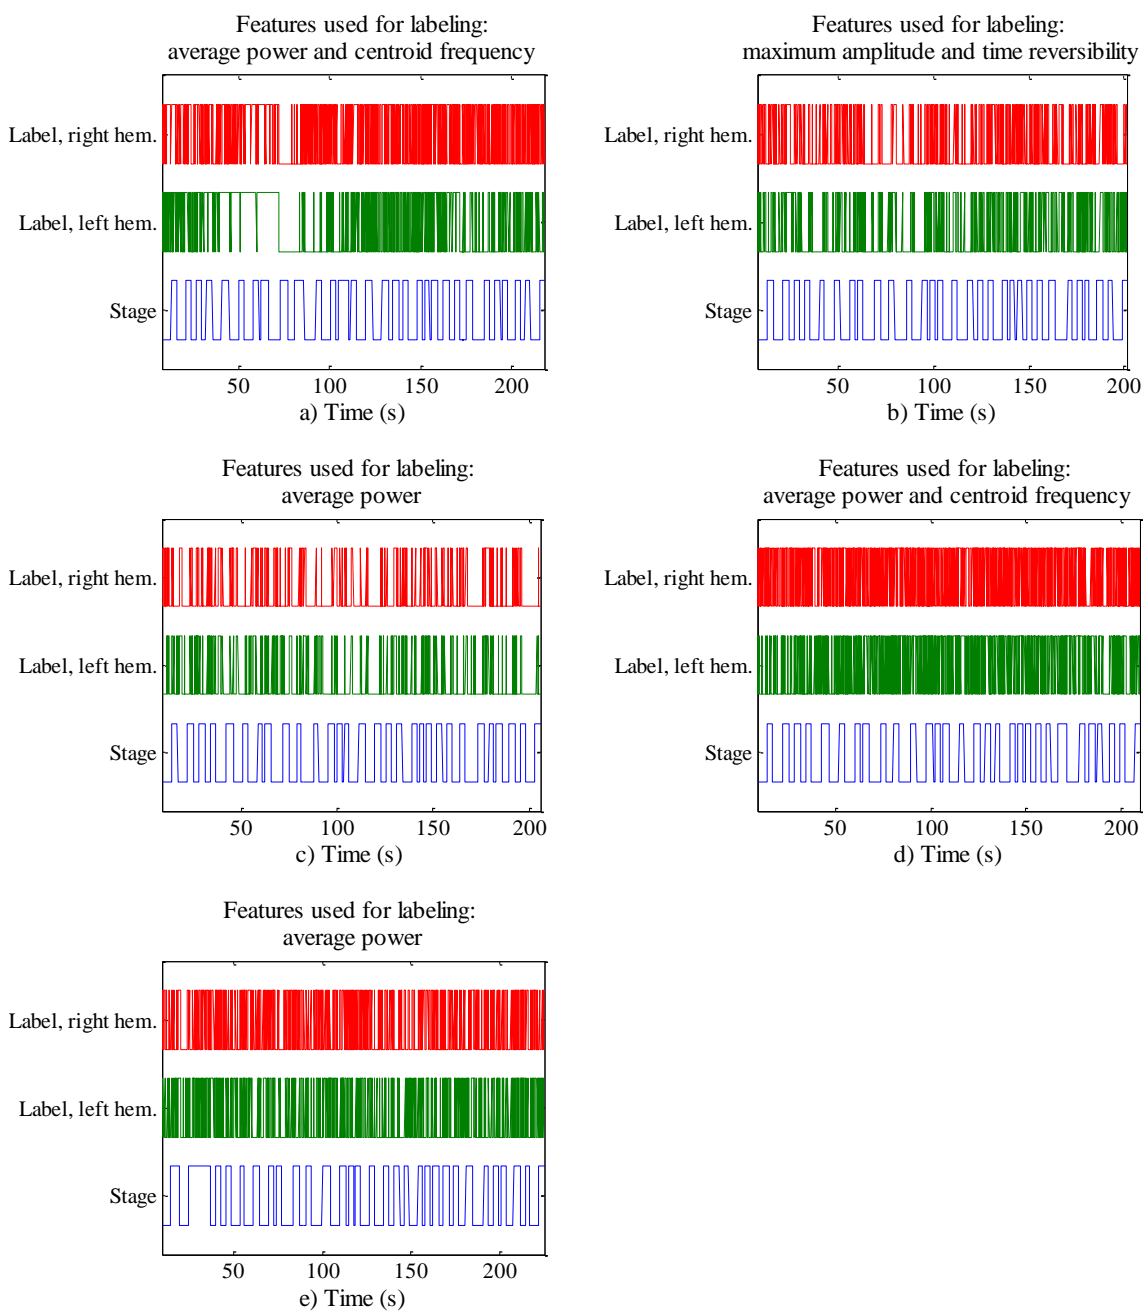 Features used for labeling:
average power and centroid frequency
Label, right hem.
Label, left hem.
Stage
50 100 150 200
a) Time (s)
Features used for labeling:
maximum amplitude and time reversibility
Label, right hem.
Label, left hem.
Stage
50 100 150 200
b) Time (s)
Features used for labeling:
average power
Label, right hem.
Label, left hem.
Stage
50 100 150 200
c) Time (s)
Features used for labeling:
average power and centroid frequency
Label, right hem.
Label, left hem.
Stage
50 100 150 200
d) Time (s)
Features used for labeling:
average power
Label, right hem.
Label, left hem.
Stage
50 100 150 200
e) Time (s)